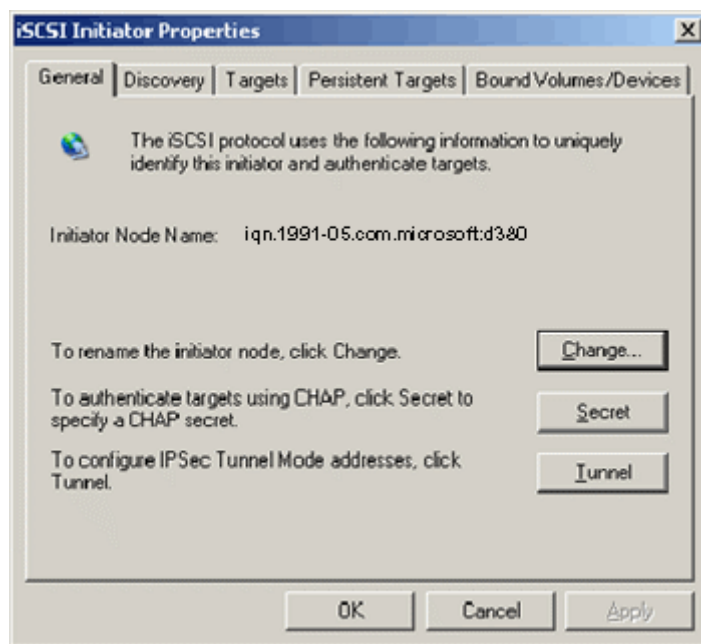 iSCSI Initiator Properties
General Discovery Targets Persistent Targets Bound Volumes/Devices
The iSCSI protocol uses the following information to uniquely
identify this initiator and authenticate targets.
Initiator Node Name: iqn.1991-05.com.microsoft:d380
To rename the initiator node, click Change.
Change...
To authenticate targets using CHAP, click Secret to
specify a CHAP secret.
Secret
To configure IPSec Tunnel Mode addresses, click
Tunnel.
Tunnel
OK Cancel Apply